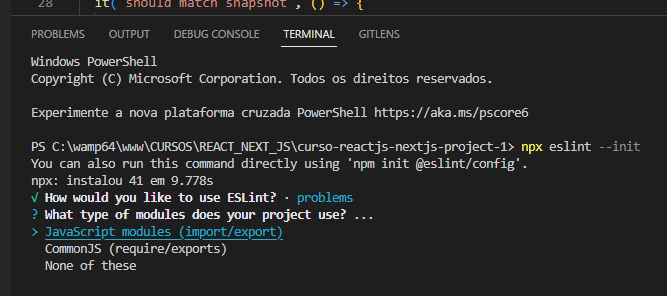 28 it(`should match snapshot`, () => {
PROBLEMS OUTPUT DEBUG CONSOLE TERMINAL GITLENS
Windows PowerShell
Copyright (C) Microsoft Corporation. Todos os direitos reservados.
Experimente a nova plataforma cruzada PowerShell https://aka.ms/pscore6
PS C:\wamp64\www\CURSOS\REACT_NEXT_JS\curso-reactjs-nextjs-project-1> npx eslint --init
You can also run this command directly using 'npm init @eslint/config'.
npx: instalou 41 em 9.778s
√ How would you like to use ESLint? · problems
? What type of modules does your project use? ...
> JavaScript modules (import/export)
CommonJS (require/exports)
None of these